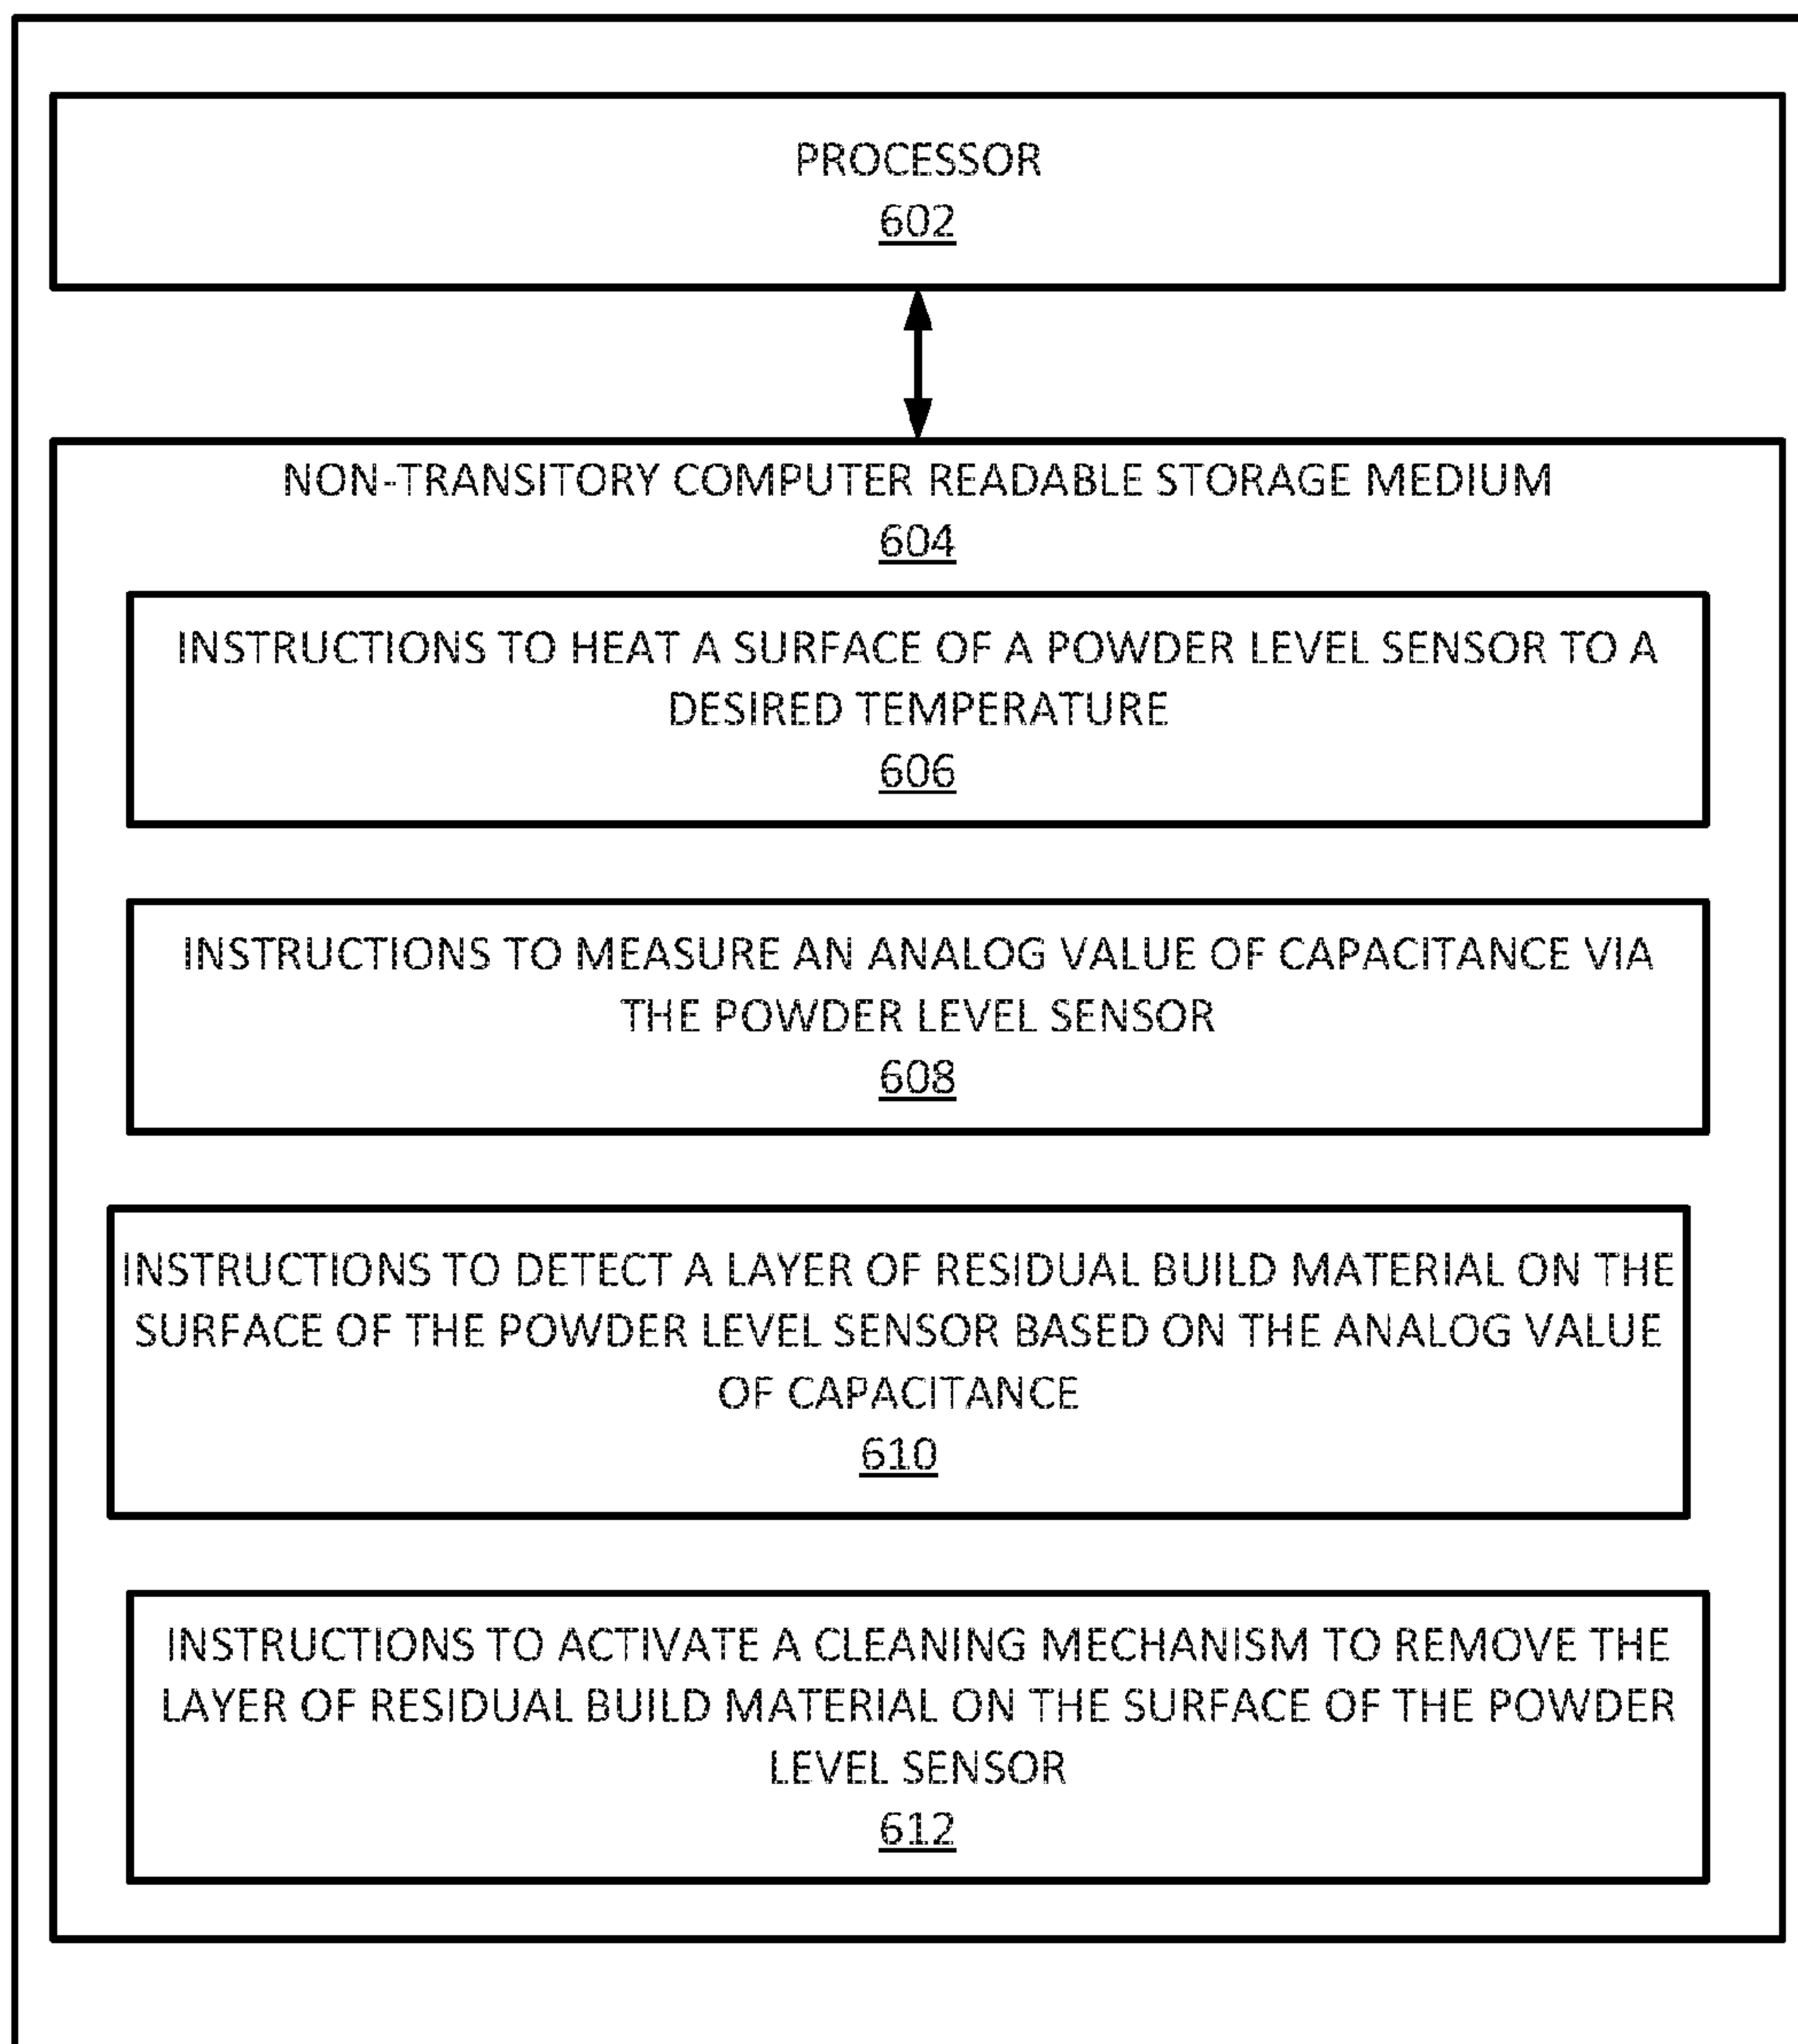 PROCESSOR
602
NON-TRANSITORY COMPUTER READABLE STORAGE MEDIUM
604
INSTRUCTIONS TO HEAT A SURFACE OF A POWDER LEVEL SENSOR TO A
DESIRED TEMPERATURE
606
INSTRUCTIONS TO MEASURE AN ANALOG VALUE OF CAPACITANCE VIA
THE POWDER LEVEL SENSOR
608
INSTRUCTIONS TO DETECT A LAYER OF RESIDUAL BUILD MATERIAL ON THE
SURFACE OF THE POWDER LEVEL SENSOR BASED ON THE ANALOG VALUE
OF CAPACITANCE
610
INSTRUCTIONS TO ACTIVATE A CLEANING MECHANISM TO REMOVE THE
LAYER OF RESIDUAL BUILD MATERIAL ON THE SURFACE OF THE POWDER
LEVEL SENSOR
612